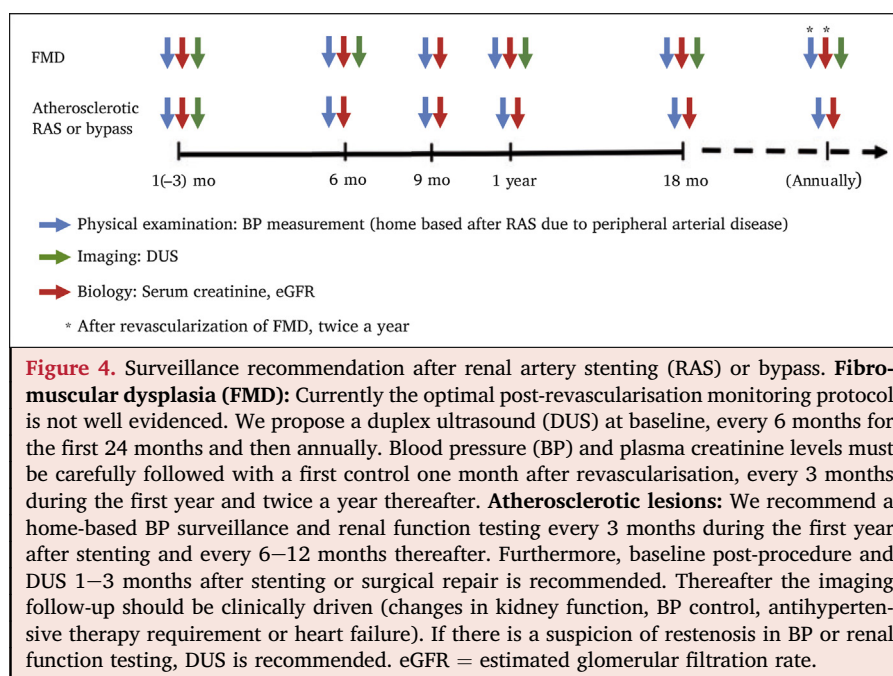 * *
FMD
Atherosclerotic
RAS or bypass
1(–3) mo 6 mo 9 mo 1 year 18 mo (Annually)
Physical examination: BP measurement (home based after RAS due to peripheral arterial disease)
Imaging: DUS
Biology: Serum creatinine, eGFR
* After revascularization of FMD, twice a year
Figure 4. Surveillance recommendation after renal artery stenting (RAS) or bypass. Fibro-
muscular dysplasia (FMD): Currently the optimal post-revascularisation monitoring protocol
is not well evidenced. We propose a duplex ultrasound (DUS) at baseline, every 6 months for
the first 24 months and then annually. Blood pressure (BP) and plasma creatinine levels must
be carefully followed with a first control one month after revascularisation, every 3 months
during the first year and twice a year thereafter. Atherosclerotic lesions: We recommend a
home-based BP surveillance and renal function testing every 3 months during the first year
after stenting and every 6–12 months thereafter. Furthermore, baseline post-procedure and
DUS 1–3 months after stenting or surgical repair is recommended. Thereafter the imaging
follow-up should be clinically driven (changes in kidney function, BP control, antihyperten-
sive therapy requirement or heart failure). If there is a suspicion of restenosis in BP or renal
function testing, DUS is recommended. eGFR = estimated glomerular filtration rate.